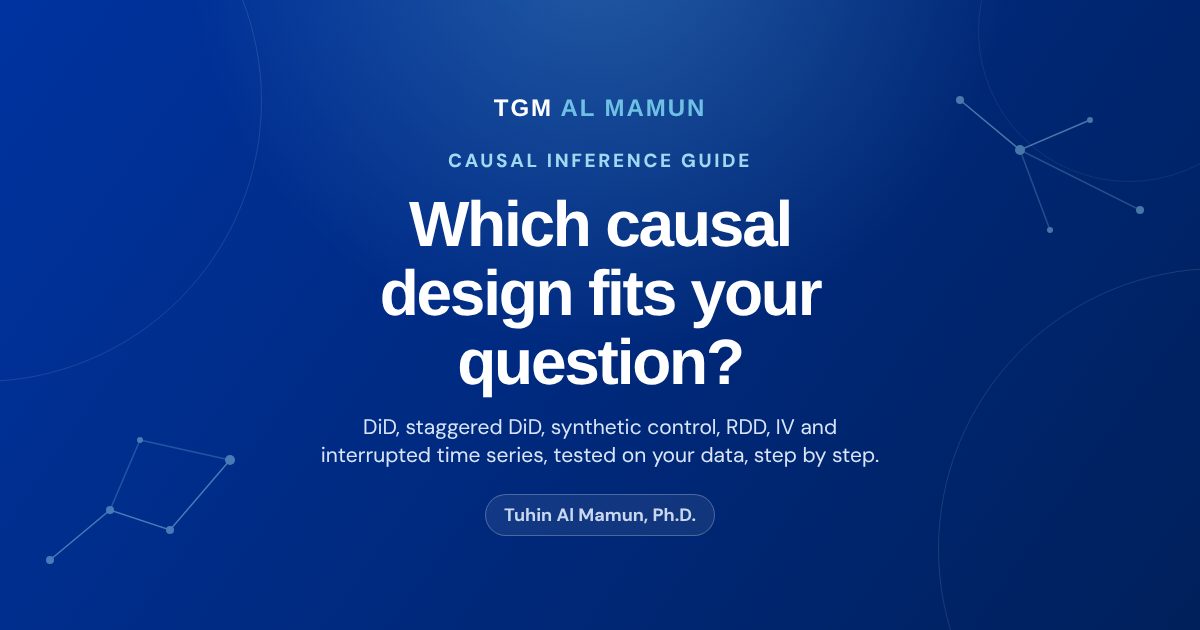 TGM AL MAMUN
CAUSAL INFERENCE GUIDE
Which causal
design fits your
question?
DiD, staggered DiD, synthetic control, RDD, IV and
interrupted time series, tested on your data, step by step.
Tuhin Al Mamun, Ph.D.